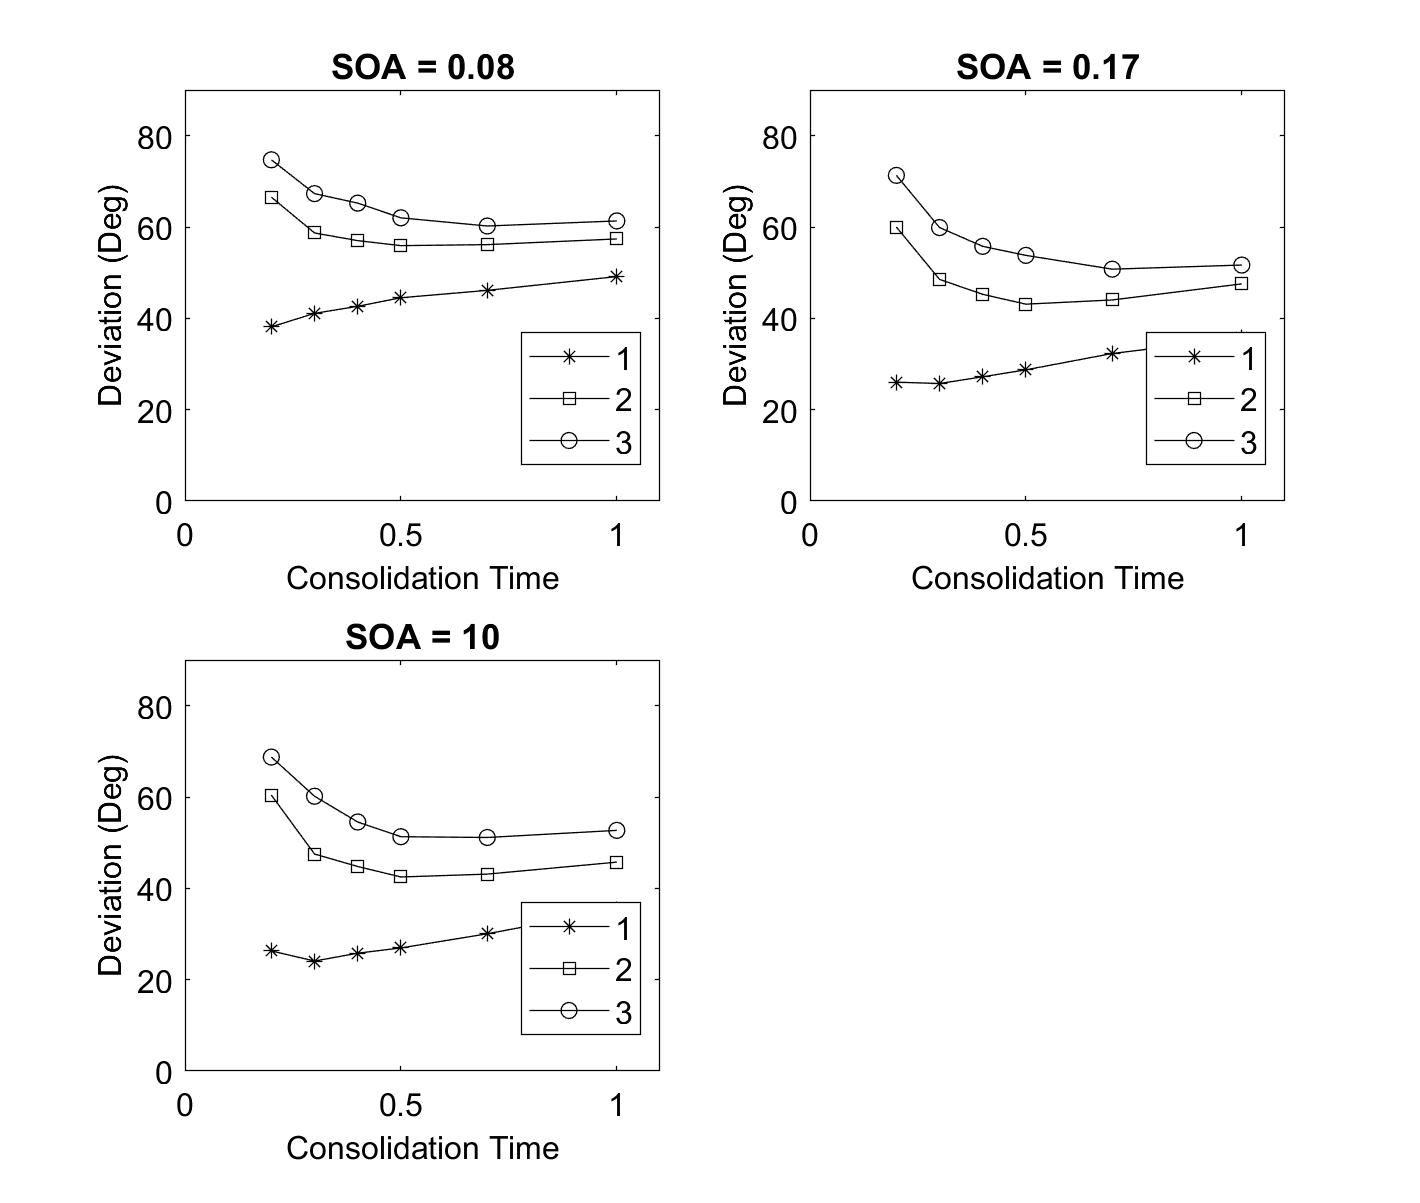 SOA = 0.08
Deviation (Deg)
80
60
40
20
0
0 0.5 1
Consolidation Time
1
2
3
SOA = 0.17
Deviation (Deg)
80
60
40
20
0
0 0.5 1
Consolidation Time
1
2
3
SOA = 10
Deviation (Deg)
80
60
40
20
0
0 0.5 1
Consolidation Time
1
2
3